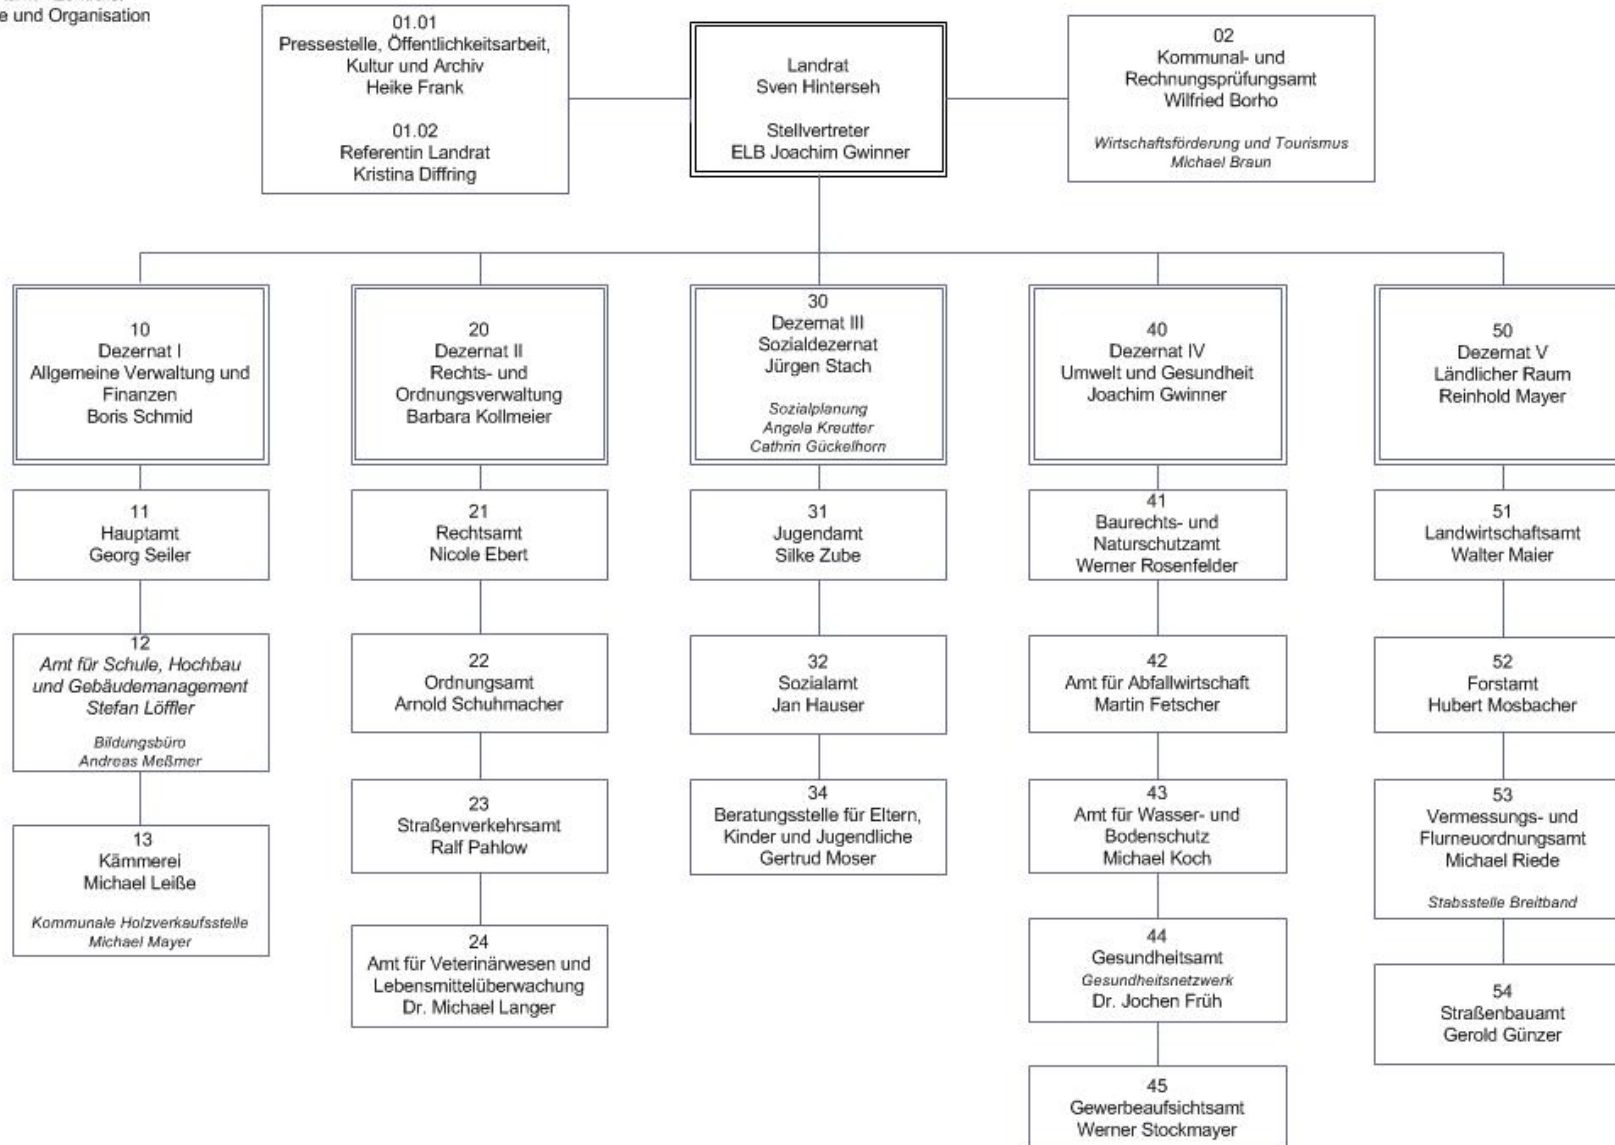 e und Organisation
01.01
Pressestelle, Öffentlichkeitsarbeit,
Kultur und Archiv
Heike Frank
01.02
Referentin Landrat
Kristina Diffring
Landrat
Sven Hinterseh
Stellvertreter
ELB Joachim Gwinner
02
Kommunal- und
Rechnungsprüfungsamt
Wilfried Borho
Wirtschaftsförderung und Tourismus
Michael Braun
10
Dezernat I
Allgemeine Verwaltung und
Finanzen
Boris Schmid
20
Dezernat II
Rechts- und
Ordnungsverwaltung
Barbara Kollmeier
30
Dezernat III
Sozialdezernat
Jürgen Stach
Sozialplanung
Angela Kreutter
Cathrin Gückelhorn
40
Dezernat IV
Umwelt und Gesundheit
Joachim Gwinner
50
Dezernat V
Ländlicher Raum
Reinhold Mayer
11
Hauptamt
Georg Seiler
21
Rechtsamt
Nicole Ebert
31
Jugendamt
Silke Zube
41
Baurechts- und
Naturschutzamt
Werner Rosenfelder
51
Landwirtschaftsamt
Walter Maier
12
Amt für Schule, Hochbau
und Gebäudemanagement
Stefan Löffler
Bildungsbüro
Andreas Meßmer
22
Ordnungsamt
Arnold Schuhmacher
32
Sozialamt
Jan Hauser
42
Amt für Abfallwirtschaft
Martin Fetscher
52
Forstamt
Hubert Mosbacher
13
Kämmerei
Michael Leiße
Kommunale Holzverkaufsstelle
Michael Mayer
23
Straßenverkehrsamt
Ralf Pahlow
34
Beratungsstelle für Eltern,
Kinder und Jugendliche
Gertrud Moser
43
Amt für Wasser- und
Bodenschutz
Michael Koch
53
Vermessungs- und
Flurneuordnungsamt
Michael Riede
Stabsstelle Breitband
24
Amt für Veterinärwesen und
Lebensmittelüberwachung
Dr. Michael Langer
44
Gesundheitsamt
Gesundheitsnetzwerk
Dr. Jochen Früh
54
Straßenbauamt
Gerold Günzer
45
Gewerbeaufsichtsamt
Werner Stockmayer